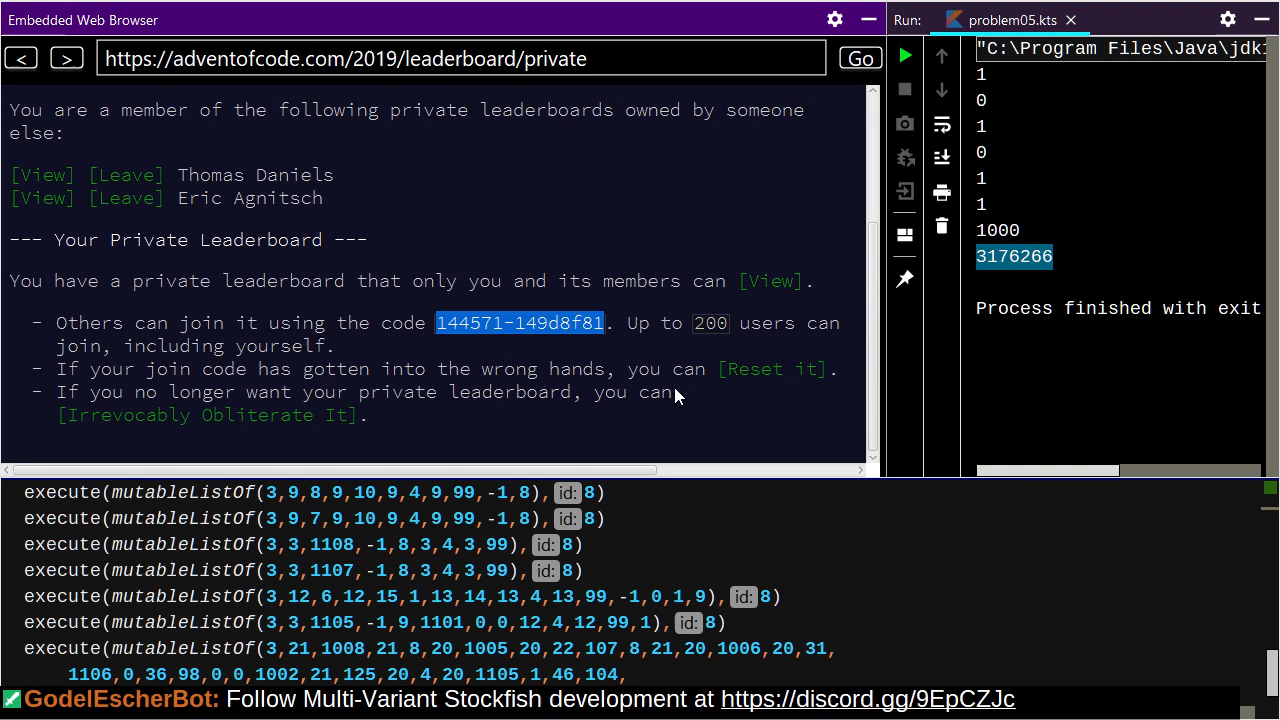 Embedded Web Browser
< > https://adventofcode.com/2019/leaderboard/private Go
You are a member of the following private leaderboards owned by someone
else:
[View] [Leave] Thomas Daniels
[View] [Leave] Eric Agnitsch
--- Your Private Leaderboard ---
You have a private leaderboard that only you and its members can [View].
- Others can join it using the code 144571-149d8f81. Up to 200 users can
join, including yourself.
- If your join code has gotten into the wrong hands, you can [Reset it].
- If you no longer want your private leaderboard, you can
[Irrevocably Obliterate It].
Run: problem05.kts
"C:\Program Files\Java\jdk
1
0
1
0
1
1
1000
3176266
Process finished with exit
execute(mutableListOf(3,9,8,9,10,9,4,9,99,-1,8), id: 8)
execute(mutableListOf(3,9,7,9,10,9,4,9,99,-1,8), id: 8)
execute(mutableListOf(3,3,1108,-1,8,3,4,3,99), id: 8)
execute(mutableListOf(3,3,1107,-1,8,3,4,3,99), id: 8)
execute(mutableListOf(3,12,6,12,15,1,13,14,13,4,13,99,-1,0,1,9), id: 8)
execute(mutableListOf(3,3,1105,-1,9,1101,0,0,12,4,12,99,1), id: 8)
execute(mutableListOf(3,21,1008,21,8,20,1005,20,22,107,8,21,20,1006,20,31,
1106,0,36,98,0,0,1002,21,125,20,4,20,1105,1,46,104,
GodelEscherBot: Follow Multi-Variant Stockfish development at https://discord.gg/9EpCZJc